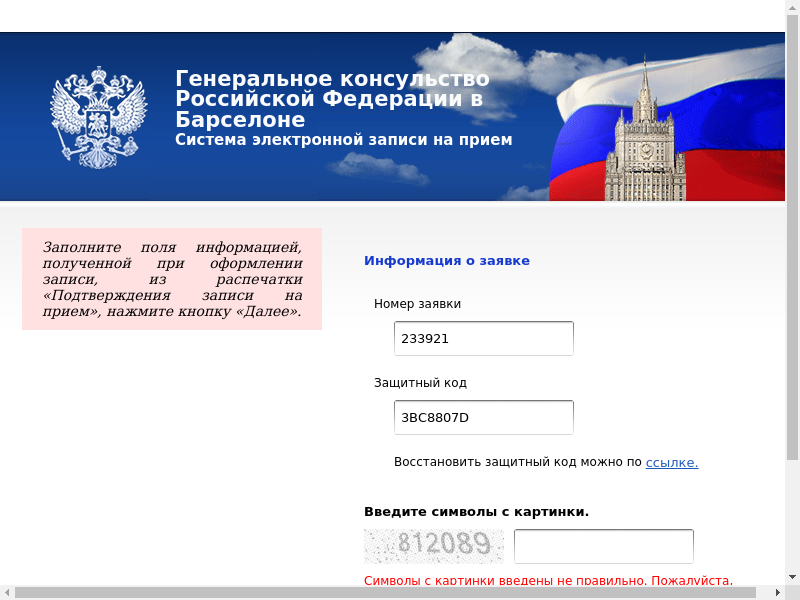 Генеральное консульство
Российской Федерации в
Барселоне
Система электронной записи на прием
Заполните поля информацией,
полученной при оформлении
записи, из распечатки
«Подтверждения записи на
прием», нажмите кнопку «Далее».
Информация о заявке
Номер заявки
233921
Защитный код
3BC8807D
Восстановить защитный код можно по ссылке.
Введите символы с картинки.
812089
Символы с картинки введены не правильно. Пожалуйста,